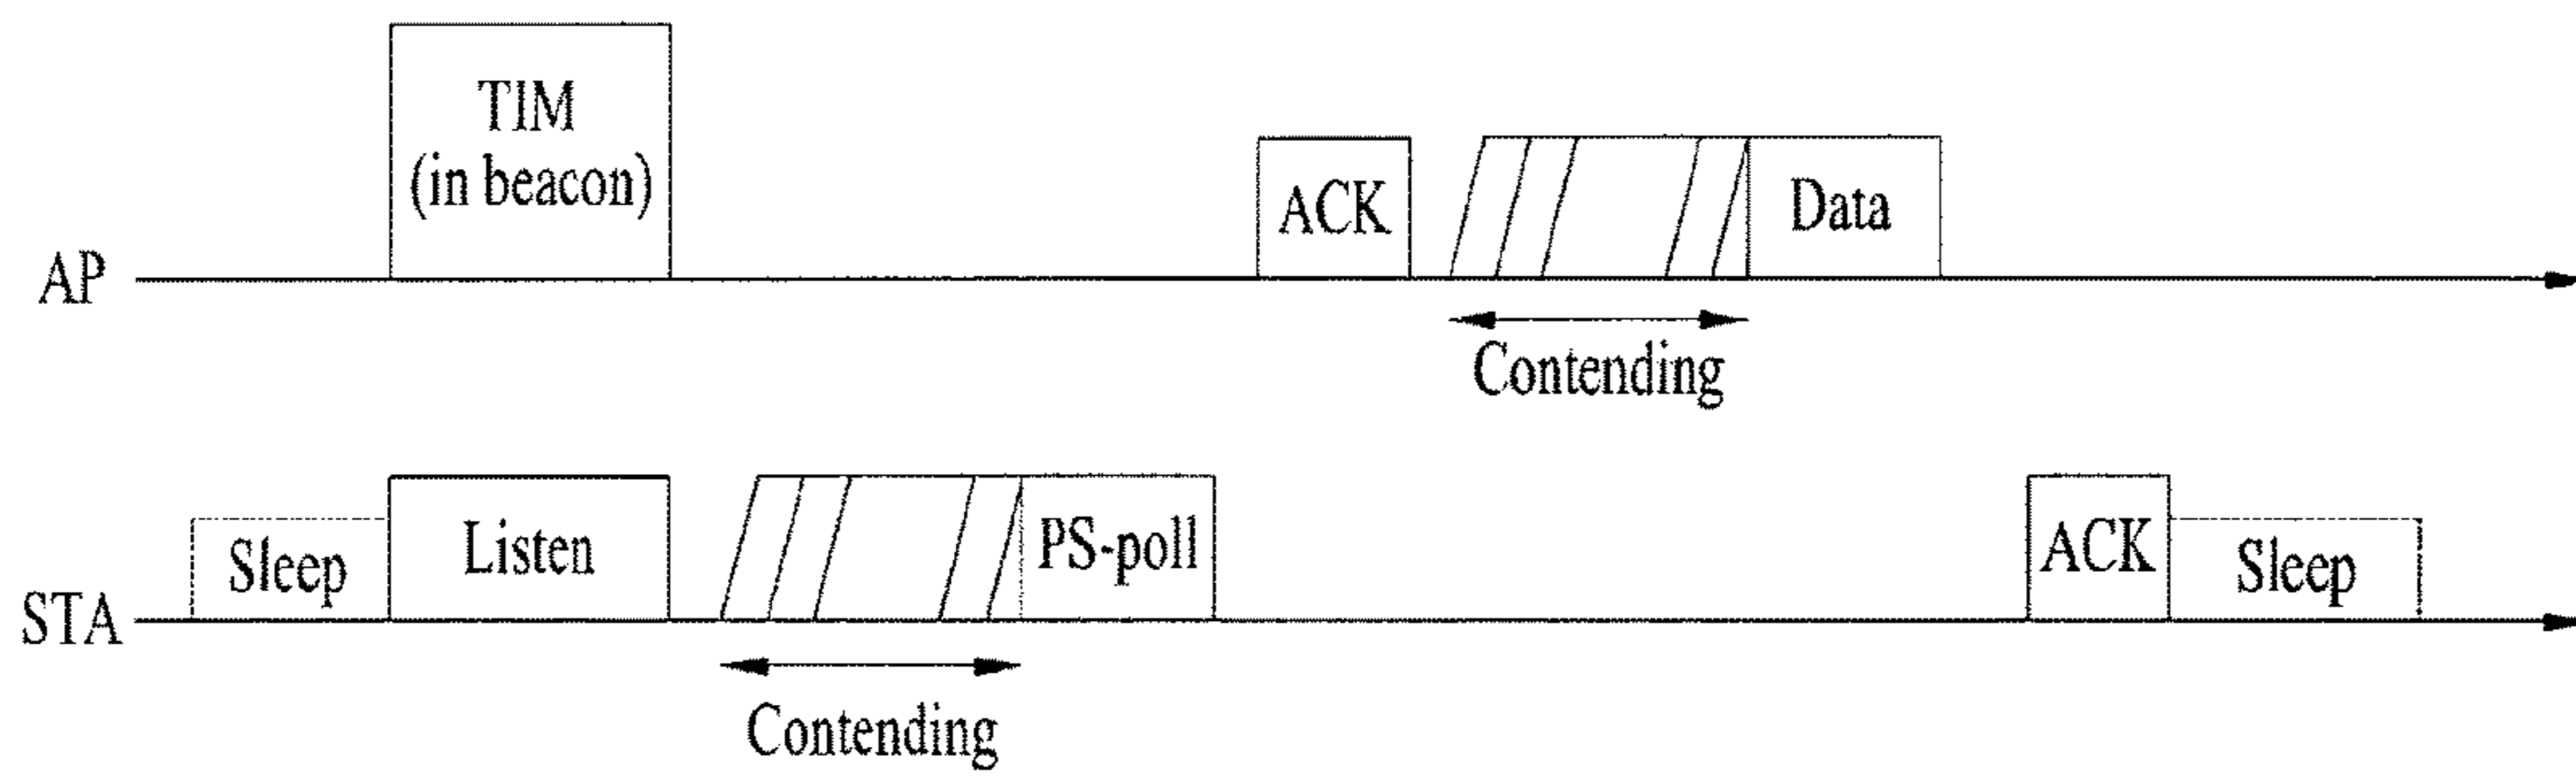 TIM
(in beacon)
ACK
Data
AP
Contending
Sleep
Listen
PS-poll
ACK
Sleep
STA
Contending